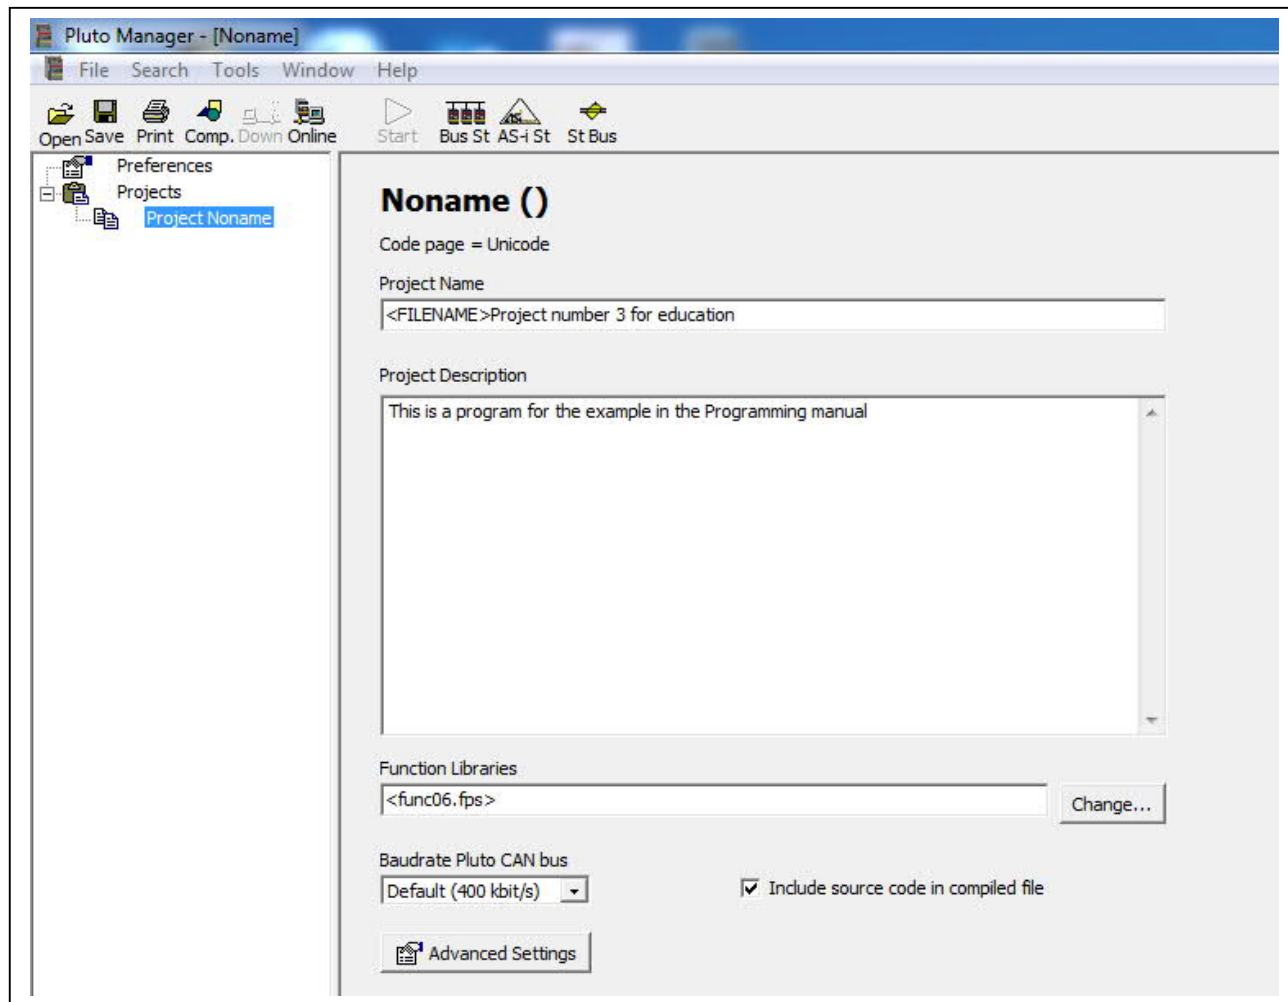 Pluto Manager - [Noname]
File Search Tools Window Help
Open Save Print Comp. Down Online Start Bus St AS-i St St Bus
Preferences
Projects
Project Noname
Noname ()
Code page = Unicode
Project Name
<FILENAME>Project number 3 for education
Project Description
This is a program for the example in the Programming manual
Function Libraries
<func06.fps>
Change...
Baudrate Pluto CAN bus
Default (400 kbit/s)
Include source code in compiled file
Advanced Settings